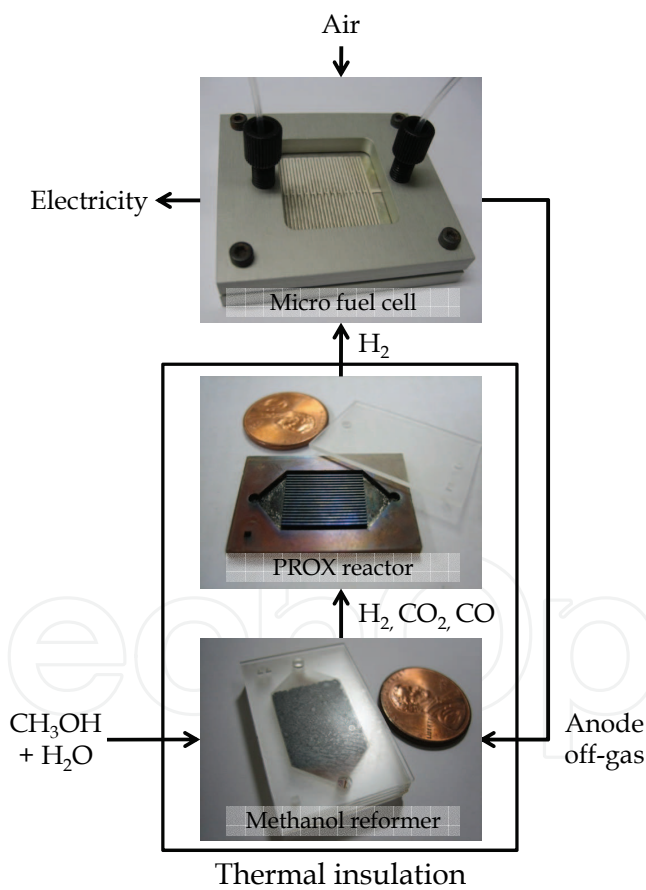 Air
Electricity
Micro fuel cell
H₂
PROX reactor
H₂, CO₂, CO
CH₃OH
+ H₂O
Anode
off-gas
Methanol reformer
Thermal insulation